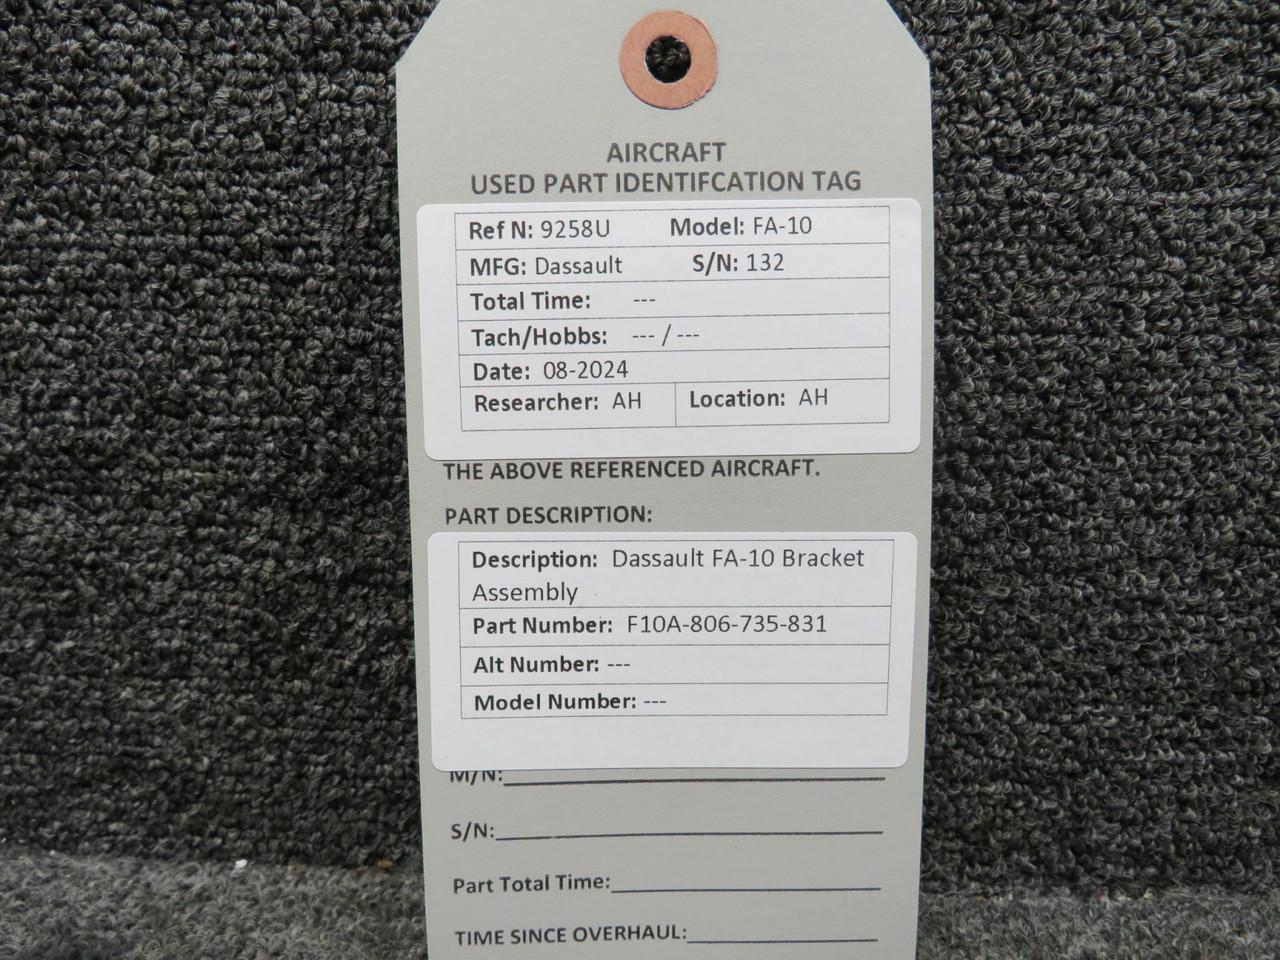 AIRCRAFT
USED PART IDENTIFCATION TAG
Ref N: 9258U Model: FA-10
MFG: Dassault S/N: 132
Total Time: ---
Tach/Hobbs: --- / ---
Date: 08-2024
Researcher: AH Location: AH
THE ABOVE REFERENCED AIRCRAFT.
PART DESCRIPTION:
Description: Dassault FA-10 Bracket
Assembly
Part Number: F10A-806-735-831
Alt Number: ---
Model Number: ---
M/N:
S/N:
Part Total Time:
TIME SINCE OVERHAUL: